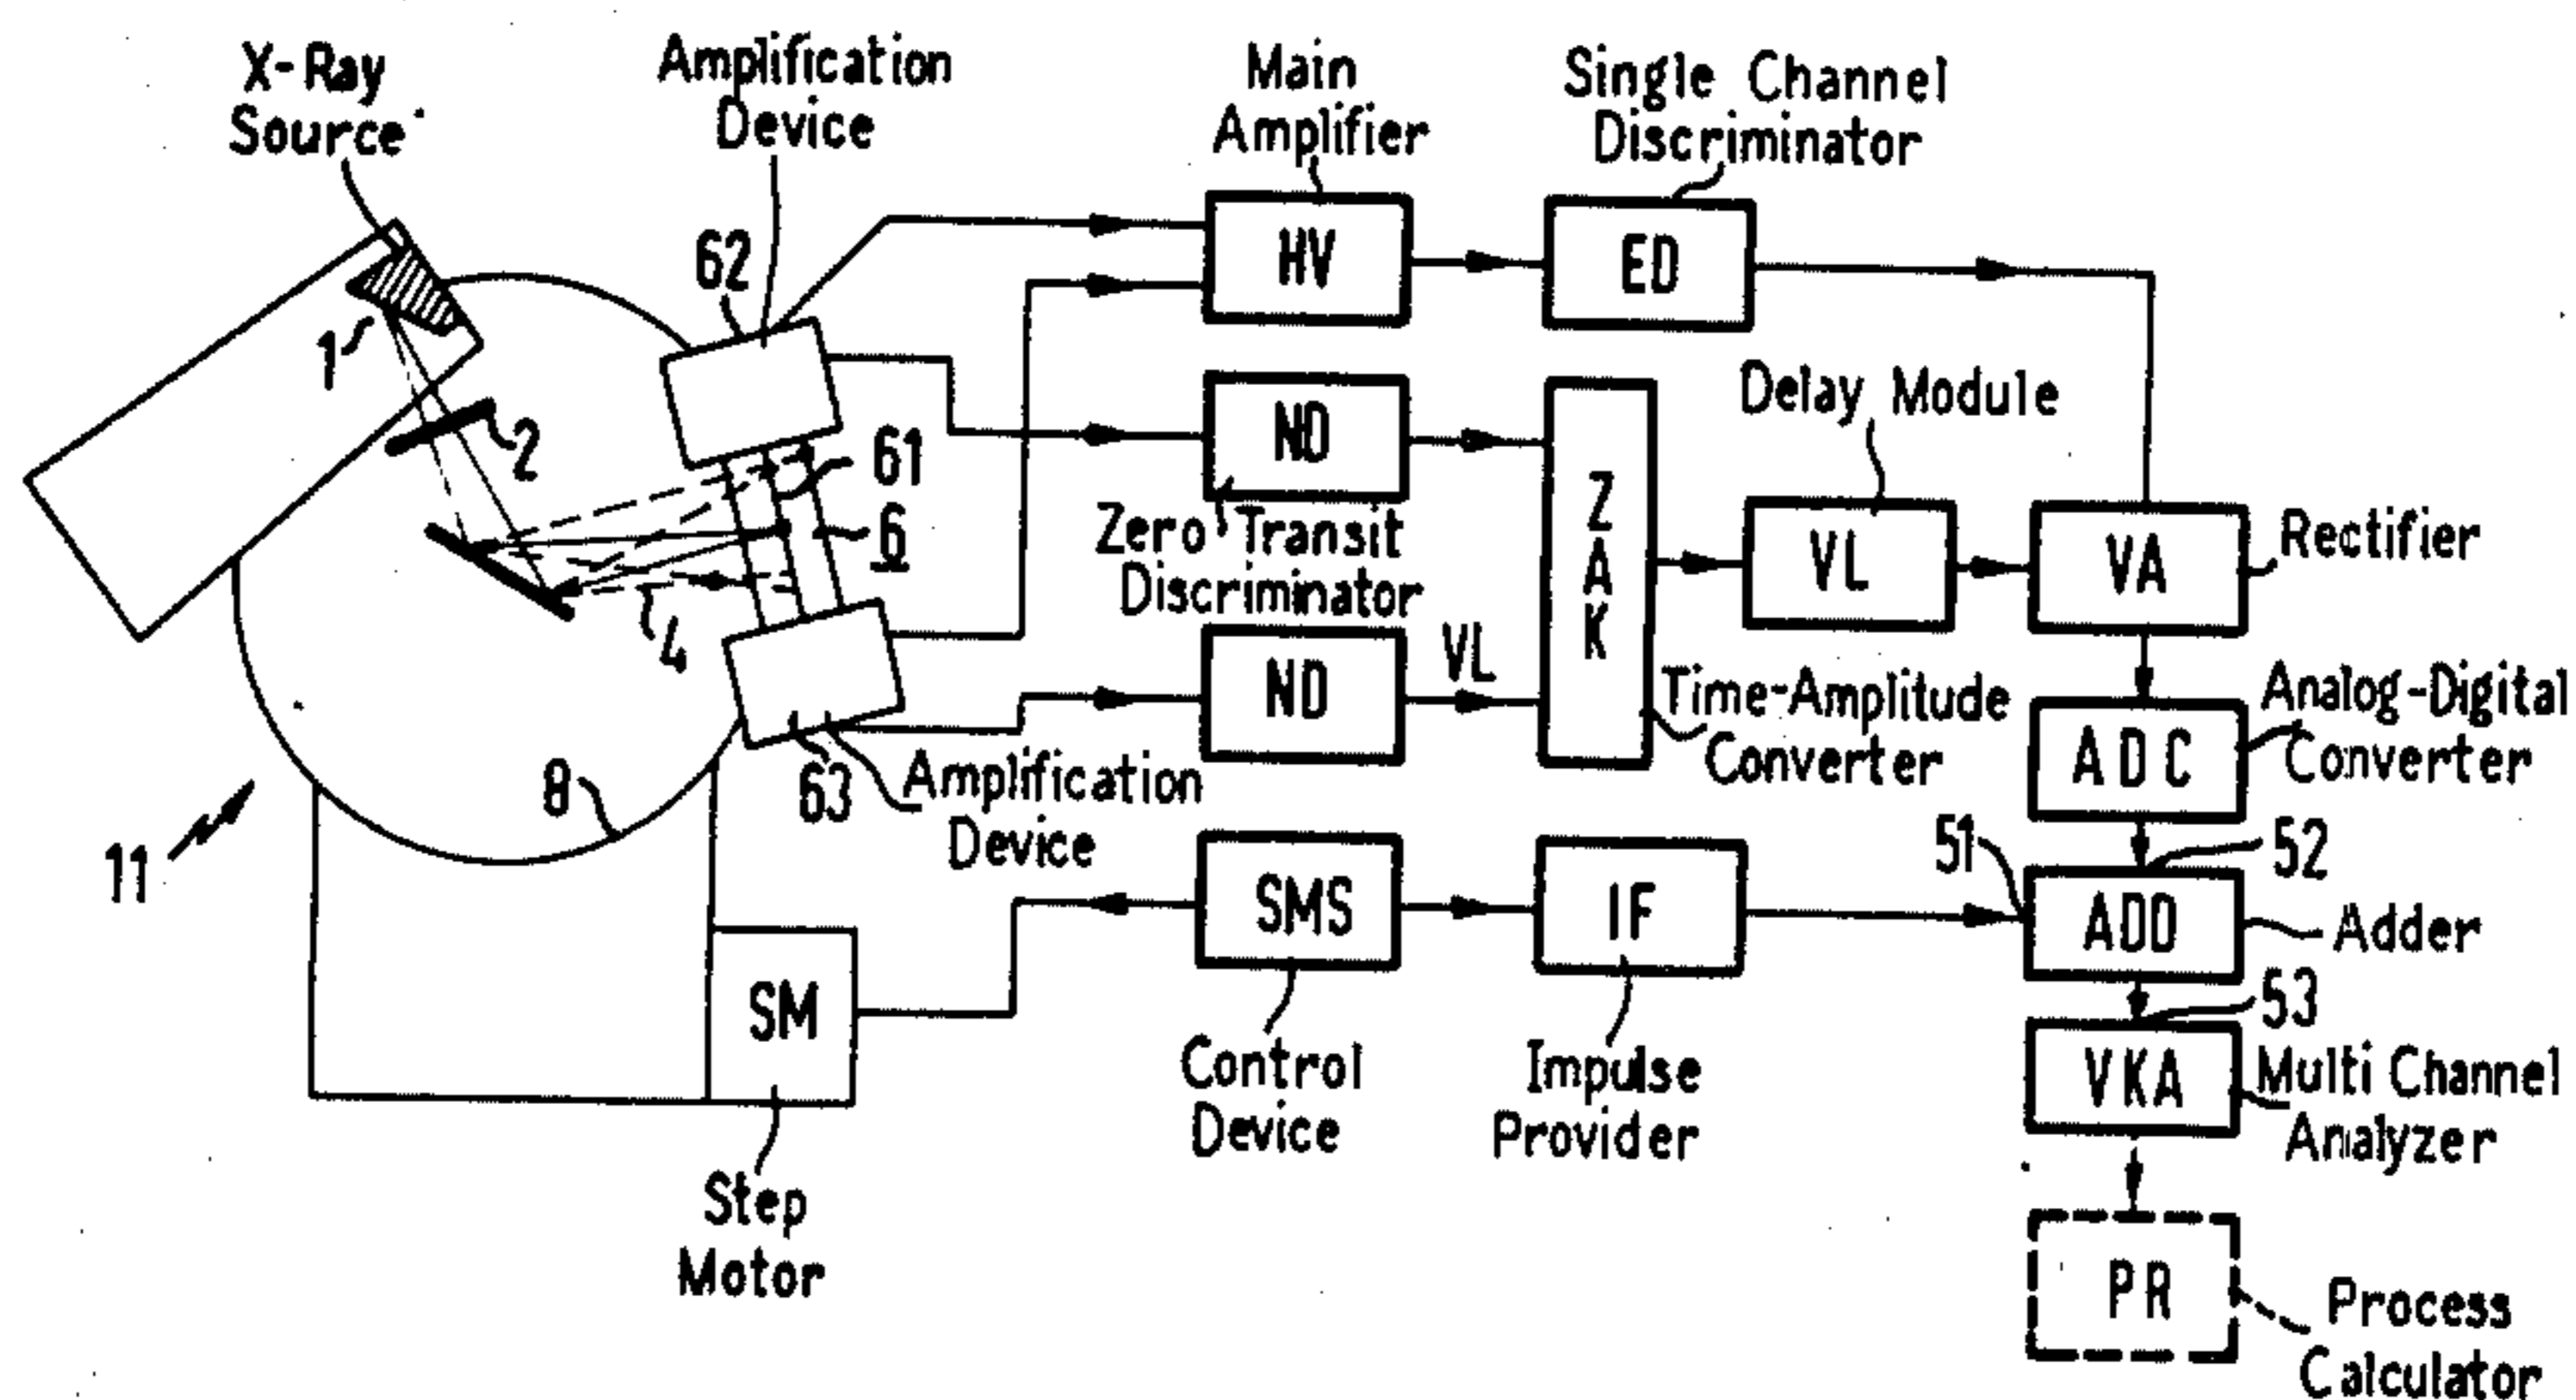 X-Ray
Source
Amplification
Device
Main
Amplifier
Single Channel
Discriminator
62
HV
ED
1
2
61
6
4
ND
Zero Transit
Discriminator
ZAK
Delay Module
VL
VA
Rectifier
ND
VL
Time-Amplitude
Converter
ADC
Analog-Digital
Converter
63
Amplification
Device
8
11
SM
Step
Motor
SMS
Control
Device
IF
Impulse
Provider
51
52
ADD
Adder
53
VKA
Multi Channel
Analyzer
PR
Process
Calculator